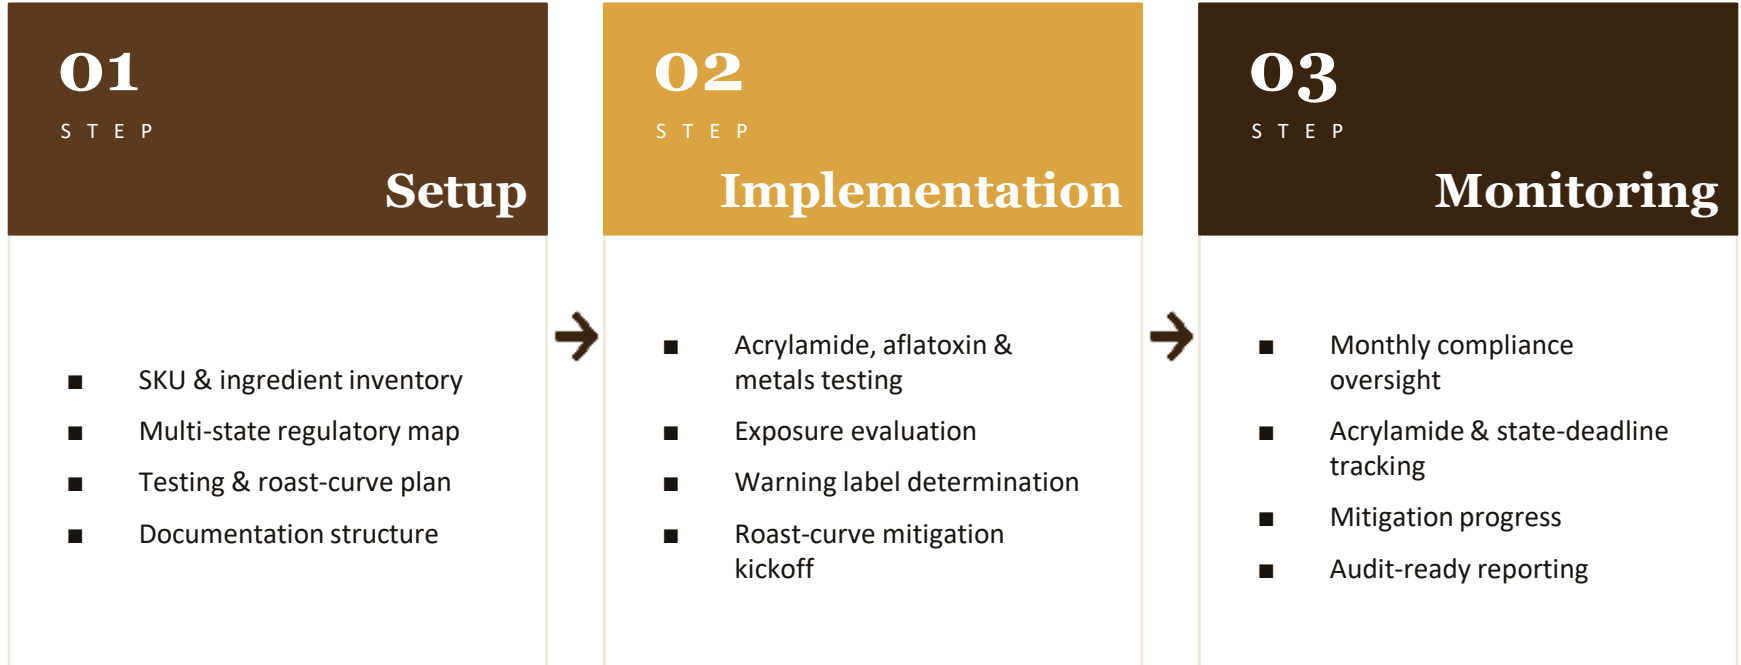 01
STEP
Setup
■ SKU & ingredient inventory
■ Multi-state regulatory map
■ Testing & roast-curve plan
■ Documentation structure
02
STEP
Implementation
■ Acrylamide, aflatoxin &
metals testing
■ Exposure evaluation
■ Warning label determination
■ Roast-curve mitigation
kickoff
03
STEP
Monitoring
■ Monthly compliance
oversight
■ Acrylamide & state-deadline
tracking
■ Mitigation progress
■ Audit-ready reporting